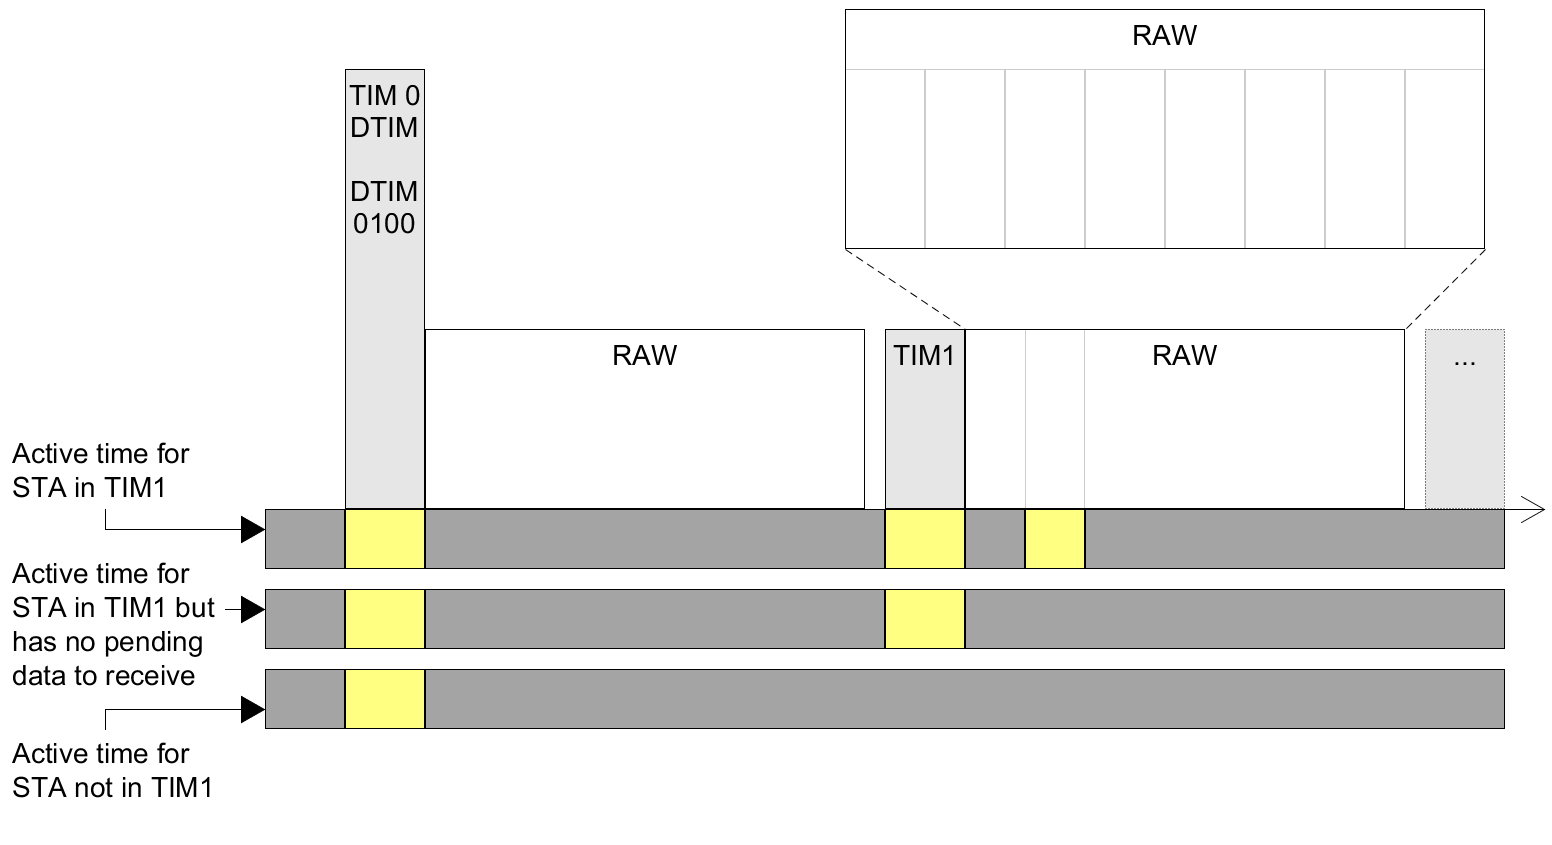 RAW
TIM 0
DTIM
DTIM
0100
RAW
TIM1
RAW
...
Active time for
STA in TIM1
Active time for
STA in TIM1 but
has no pending
data to receive
Active time for
STA not in TIM1